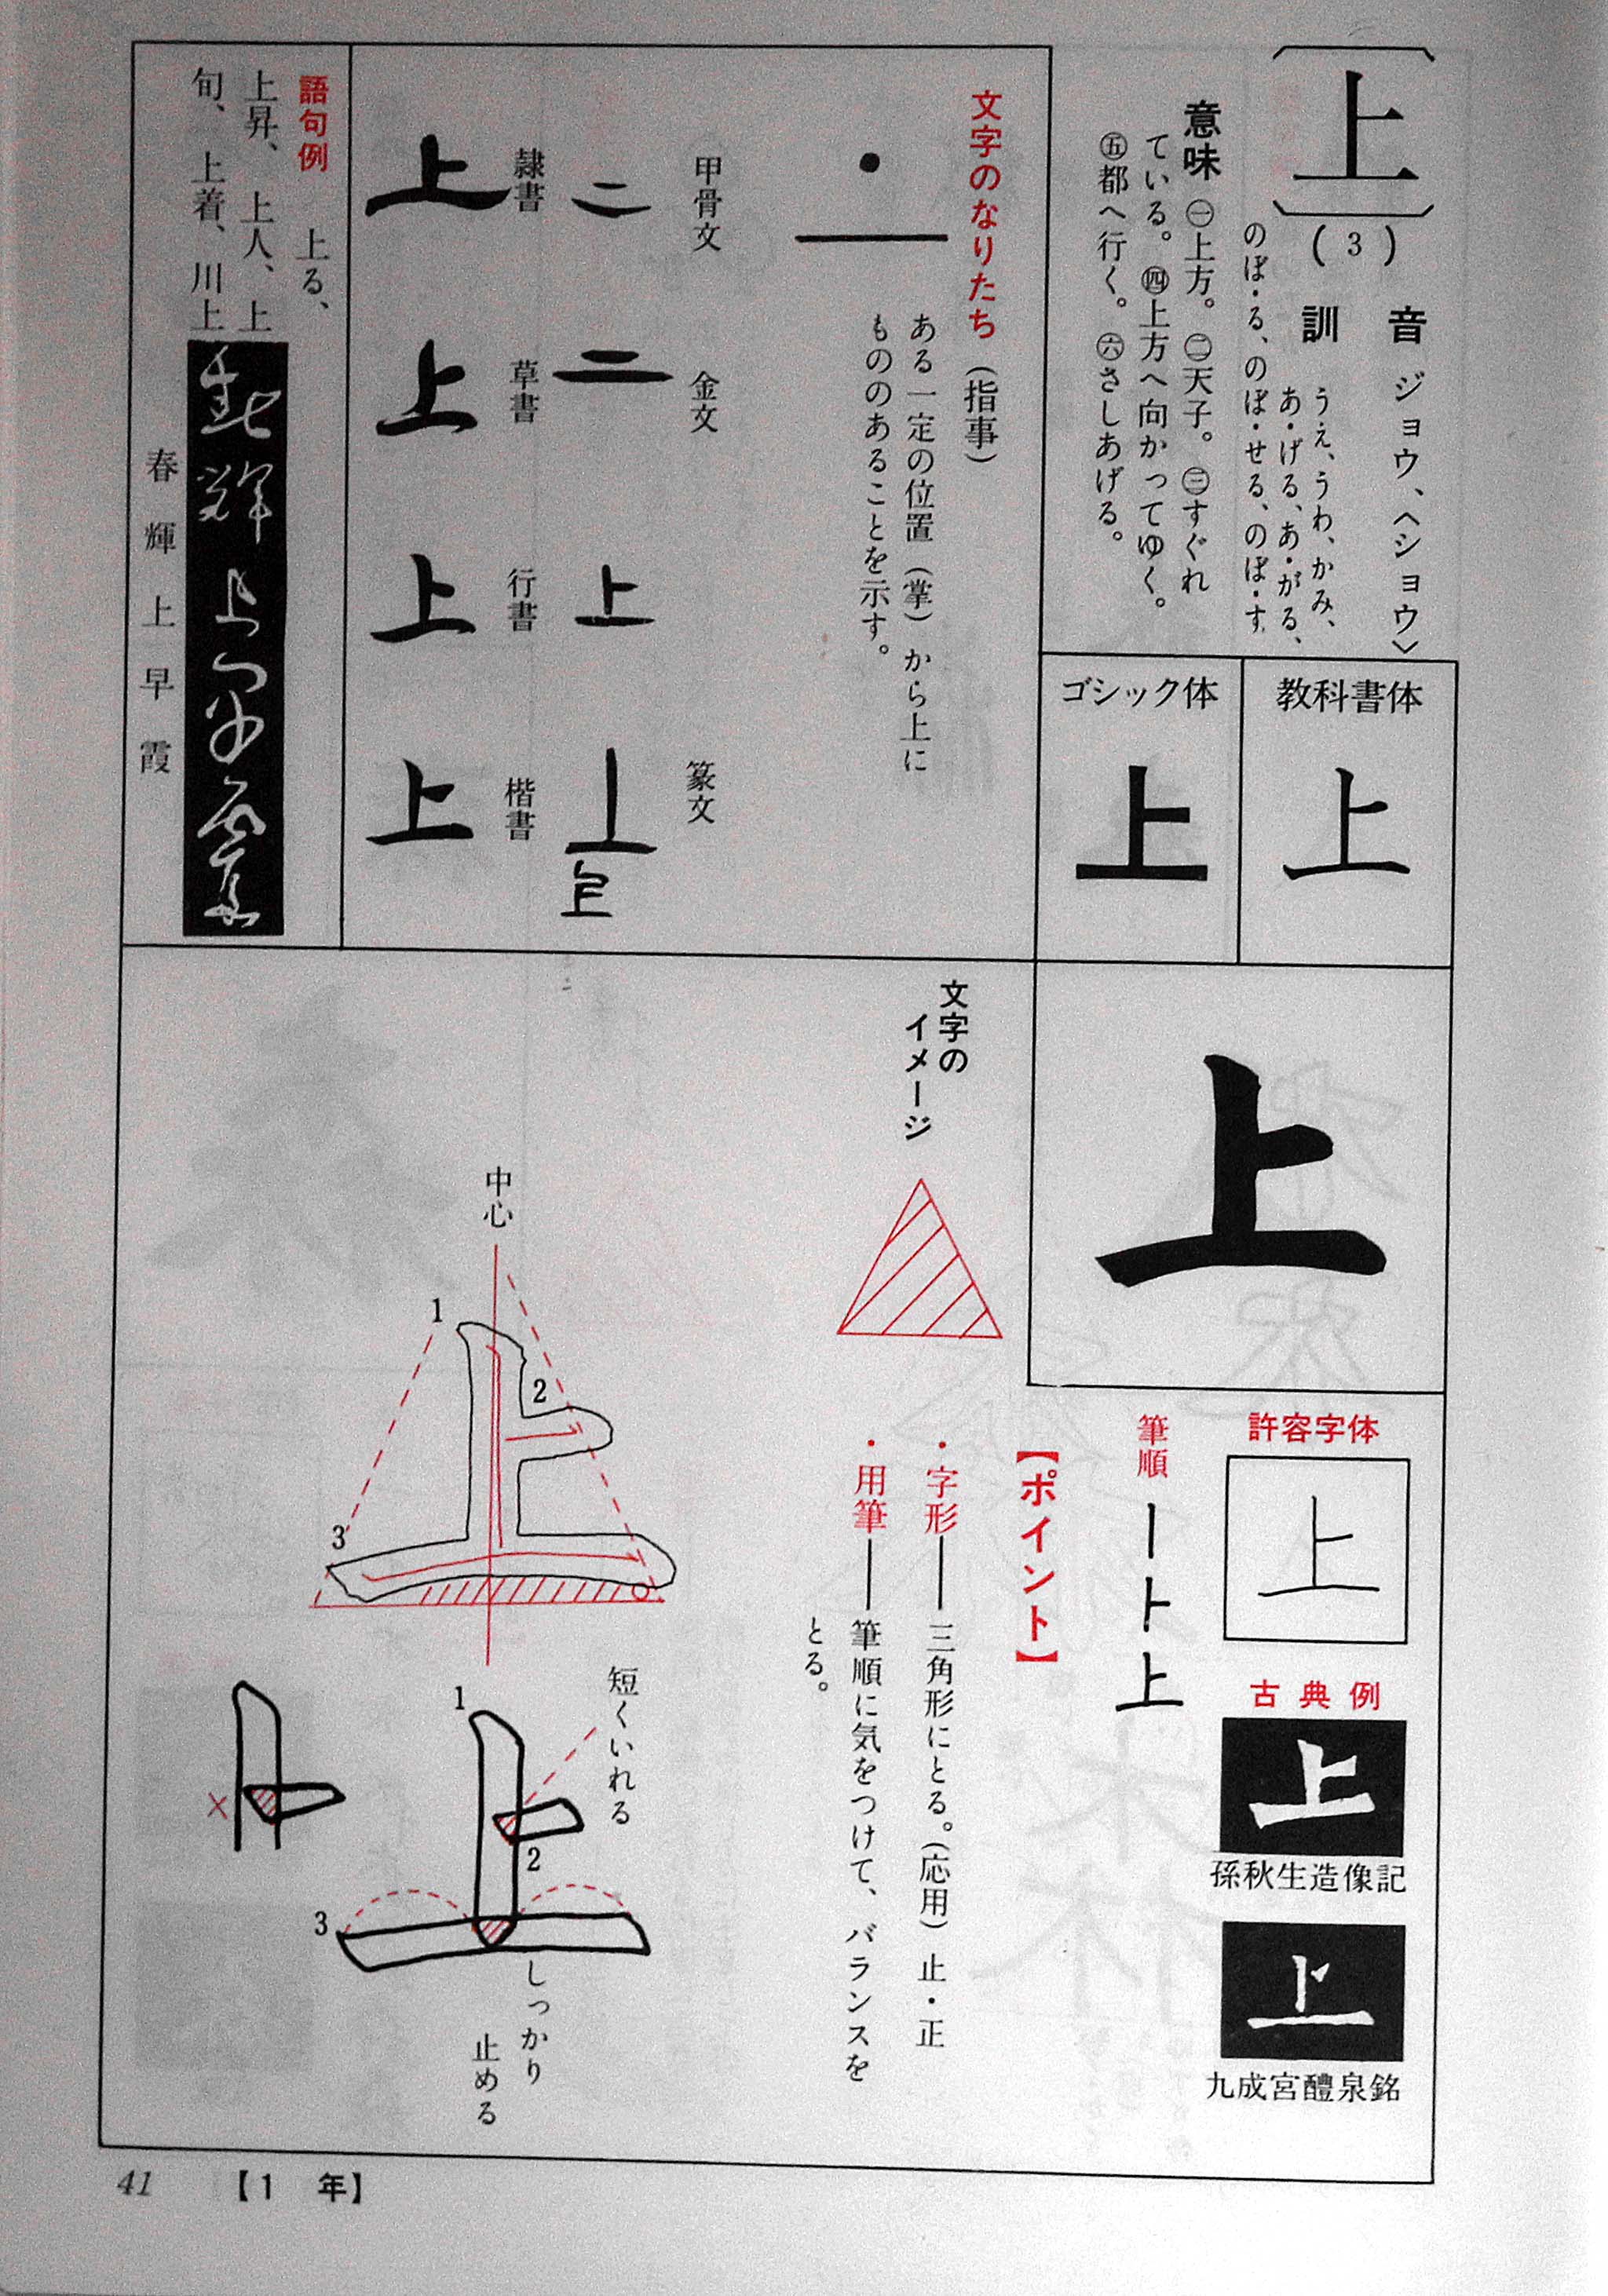 上
(3)
音 ジョウ、〈ショウ〉
訓 うえ、うわ、かみ、
あ・げる、あ・がる、
のぼ・る、のぼ・せる、のぼ・す
意味 ㊀上方。㊁天子。㊂すぐれ
ている。㊃上方へ向かってゆく。
㊄都へ行く。㊅さしあげる。
教科書体
上
ゴシック体
上
文字のなりたち（指事）
ある一定の位置（掌）から上に
もののあることを示す。
甲骨文
金文
篆文
隷書
上
草書
上
行書
上
楷書
上
語句例 上る、
上昇、上人、上
旬、上着、川上
春輝上早霞
上
許容字体
上
古典例
上
孫秋生造像記
上
九成宮醴泉銘
筆順 丨 ⺊ 上
【ポイント】
・字形――三角形にとる。（応用）止・正
・用筆――筆順に気をつけて、バランスを
とる。
文字の
イメージ
中心
1
2
3
短くいれる
1
2
3
しっかり
止める
×
41 【1 年】